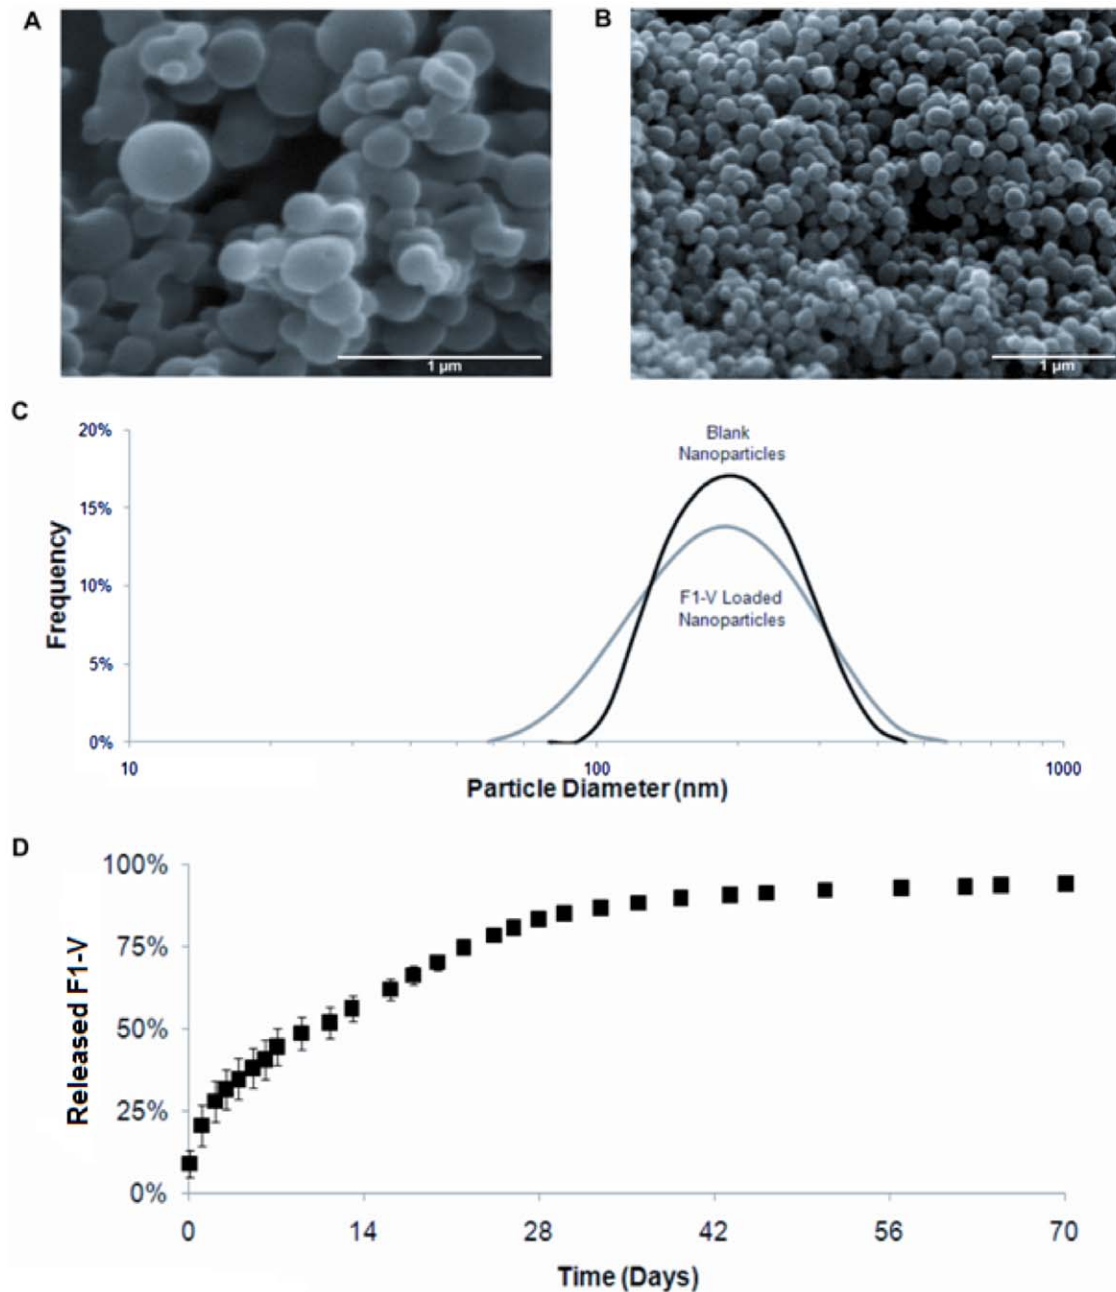 A
B
1 µm
1 µm
C
20%
15%
10%
5%
0%
Frequency
Blank
Nanoparticles
F1-V Loaded
Nanoparticles
10
100
1000
Particle Diameter (nm)
D
100%
75%
50%
25%
0%
Released F1-V
0
14
28
42
56
70
Time (Days)